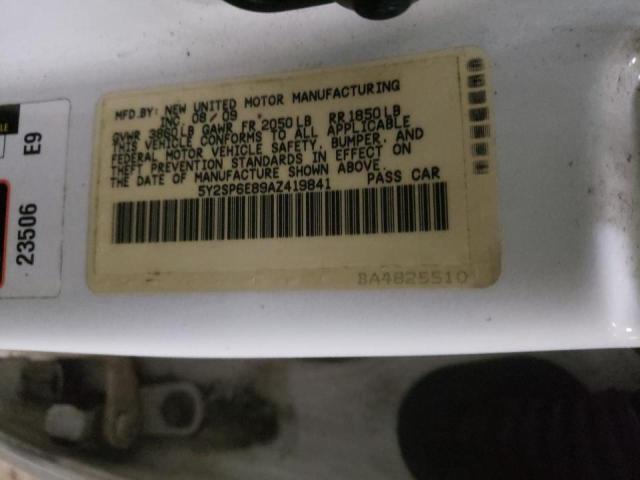 MFD.BY: NEW UNITED MOTOR MANUFACTURING
INC 08/09
GVWR 3860LB GAWR FR 2050LB RR 1850LB
THIS VEHICLE CONFORMS TO ALL APPLICABLE
FEDERAL MOTOR VEHICLE SAFETY, BUMPER, AND
THEFT PREVENTION STANDARDS IN EFFECT ON
THE DATE OF MANUFACTURE SHOWN ABOVE.
5Y2SP6E89AZ419841 PASS CAR
BA4825510
23506 E9